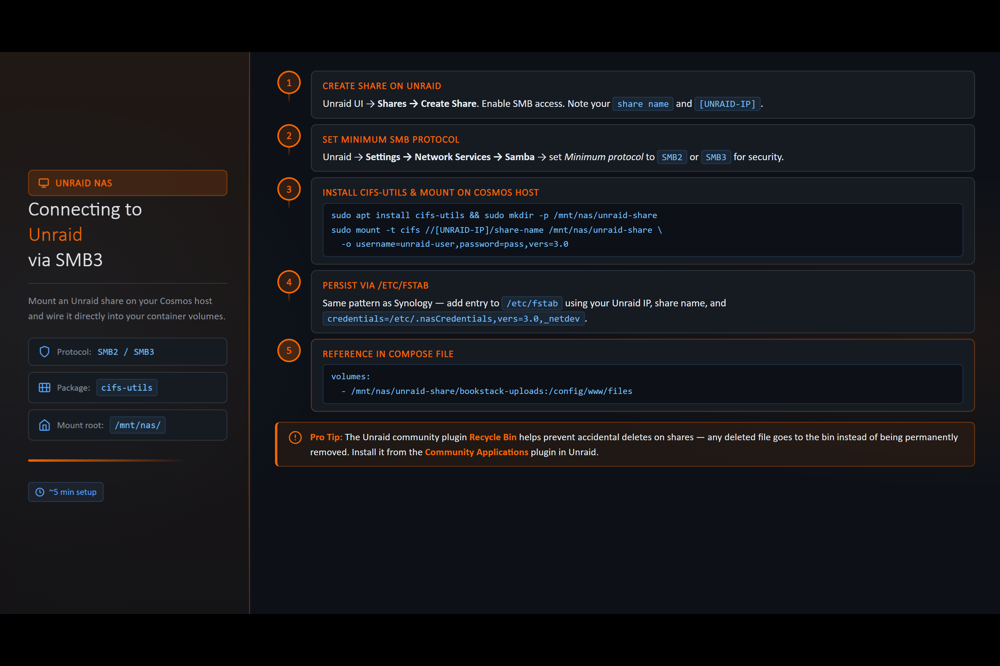 UNRAID NAS
Connecting to
Unraid
via SMB3
Mount an Unraid share on your Cosmos host
and wire it directly into your container volumes.
Protocol: SMB2 / SMB3
Package: cifs-utils
Mount root: /mnt/nas/
~5 min setup
1
CREATE SHARE ON UNRAID
Unraid UI → Shares → Create Share. Enable SMB access. Note your share name and [UNRAID-IP].
2
SET MINIMUM SMB PROTOCOL
Unraid → Settings → Network Services → Samba → set Minimum protocol to SMB2 or SMB3 for security.
3
INSTALL CIFS-UTILS & MOUNT ON COSMOS HOST
sudo apt install cifs-utils && sudo mkdir -p /mnt/nas/unraid-share
sudo mount -t cifs //[UNRAID-IP]/share-name /mnt/nas/unraid-share \
-o username=unraid-user,password=pass,vers=3.0
4
PERSIST VIA /ETC/FSTAB
Same pattern as Synology — add entry to /etc/fstab using your Unraid IP, share name, and
credentials=/etc/.nasCredentials,vers=3.0,_netdev.
5
REFERENCE IN COMPOSE FILE
volumes:
- /mnt/nas/unraid-share/bookstack-uploads:/config/www/files
Pro Tip: The Unraid community plugin Recycle Bin helps prevent accidental deletes on shares — any deleted file goes to the bin instead of being permanently
removed. Install it from the Community Applications plugin in Unraid.